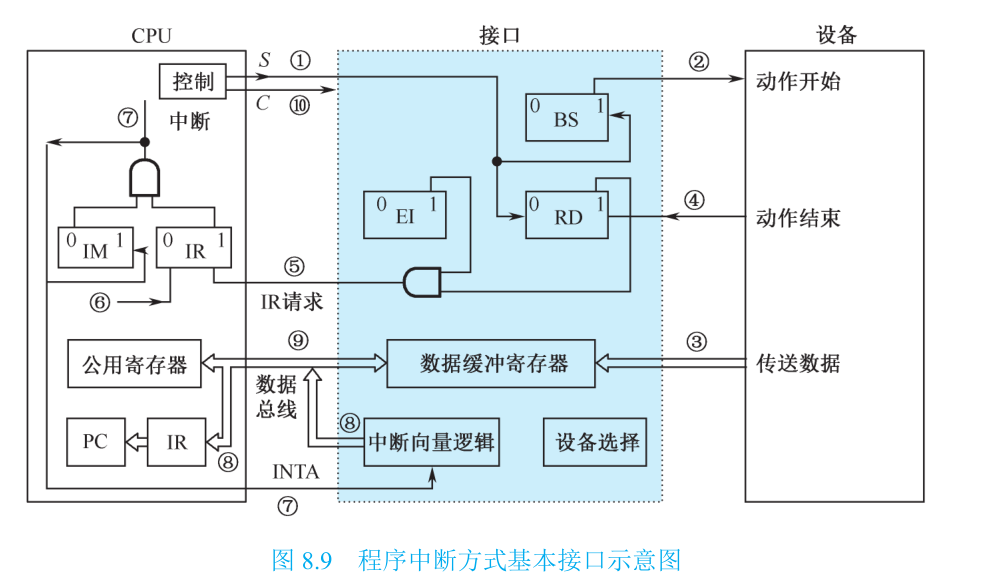 CPU
接口
设备
S ①
②
控制
C ⑩
0 1
BS
动作开始
⑦
中断
0 1
EI
0 1
RD
④
动作结束
0 1
IM
0 1
IR
⑤
IR请求
⑥
⑨
③
公用寄存器
数据缓冲寄存器
传送数据
数据
总线
PC
IR
⑧
⑧
中断向量逻辑
设备选择
INTA
⑦
图 8.9 程序中断方式基本接口示意图